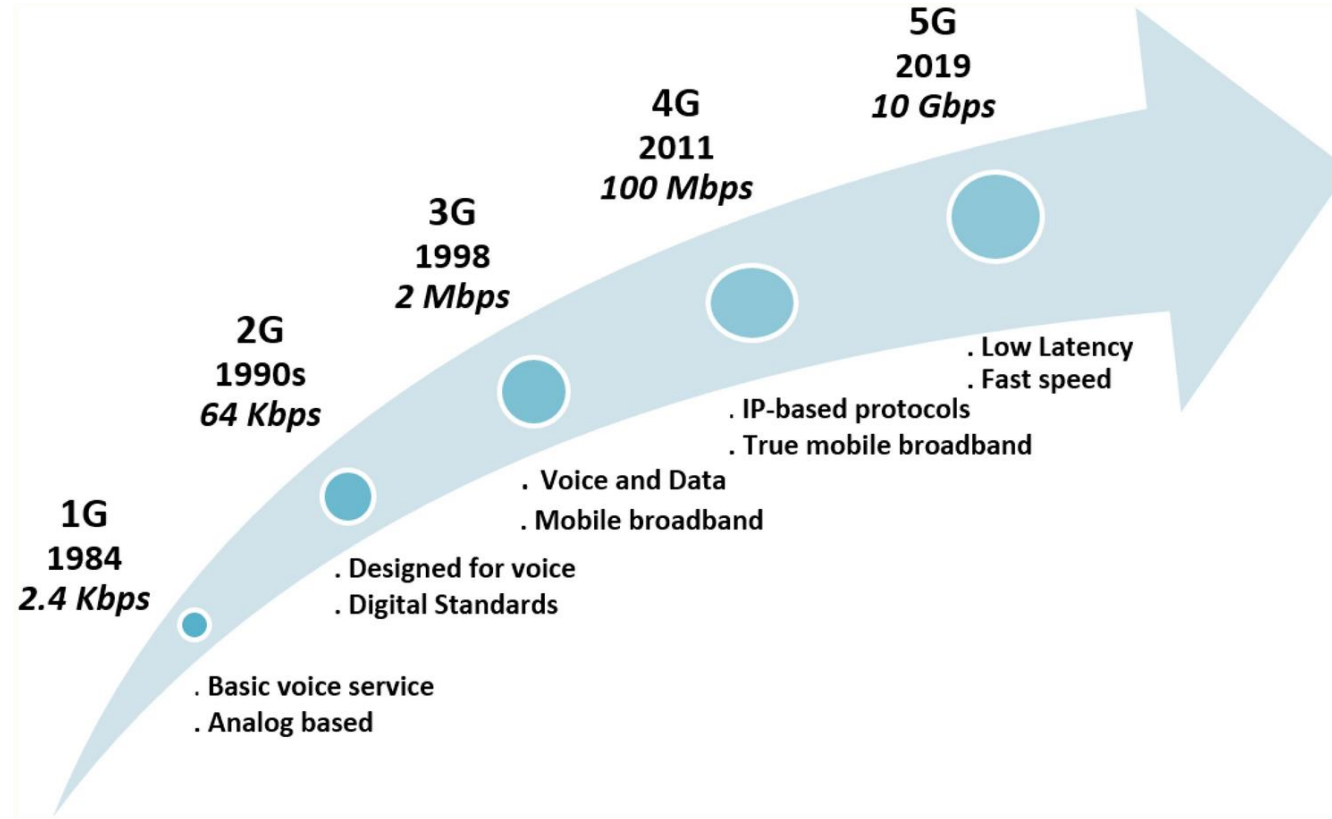 1G
1984
2.4 Kbps
. Basic voice service
. Analog based
2G
1990s
64 Kbps
. Designed for voice
. Digital Standards
3G
1998
2 Mbps
. Voice and Data
. Mobile broadband
4G
2011
100 Mbps
. IP-based protocols
. True mobile broadband
5G
2019
10 Gbps
. Low Latency
. Fast speed